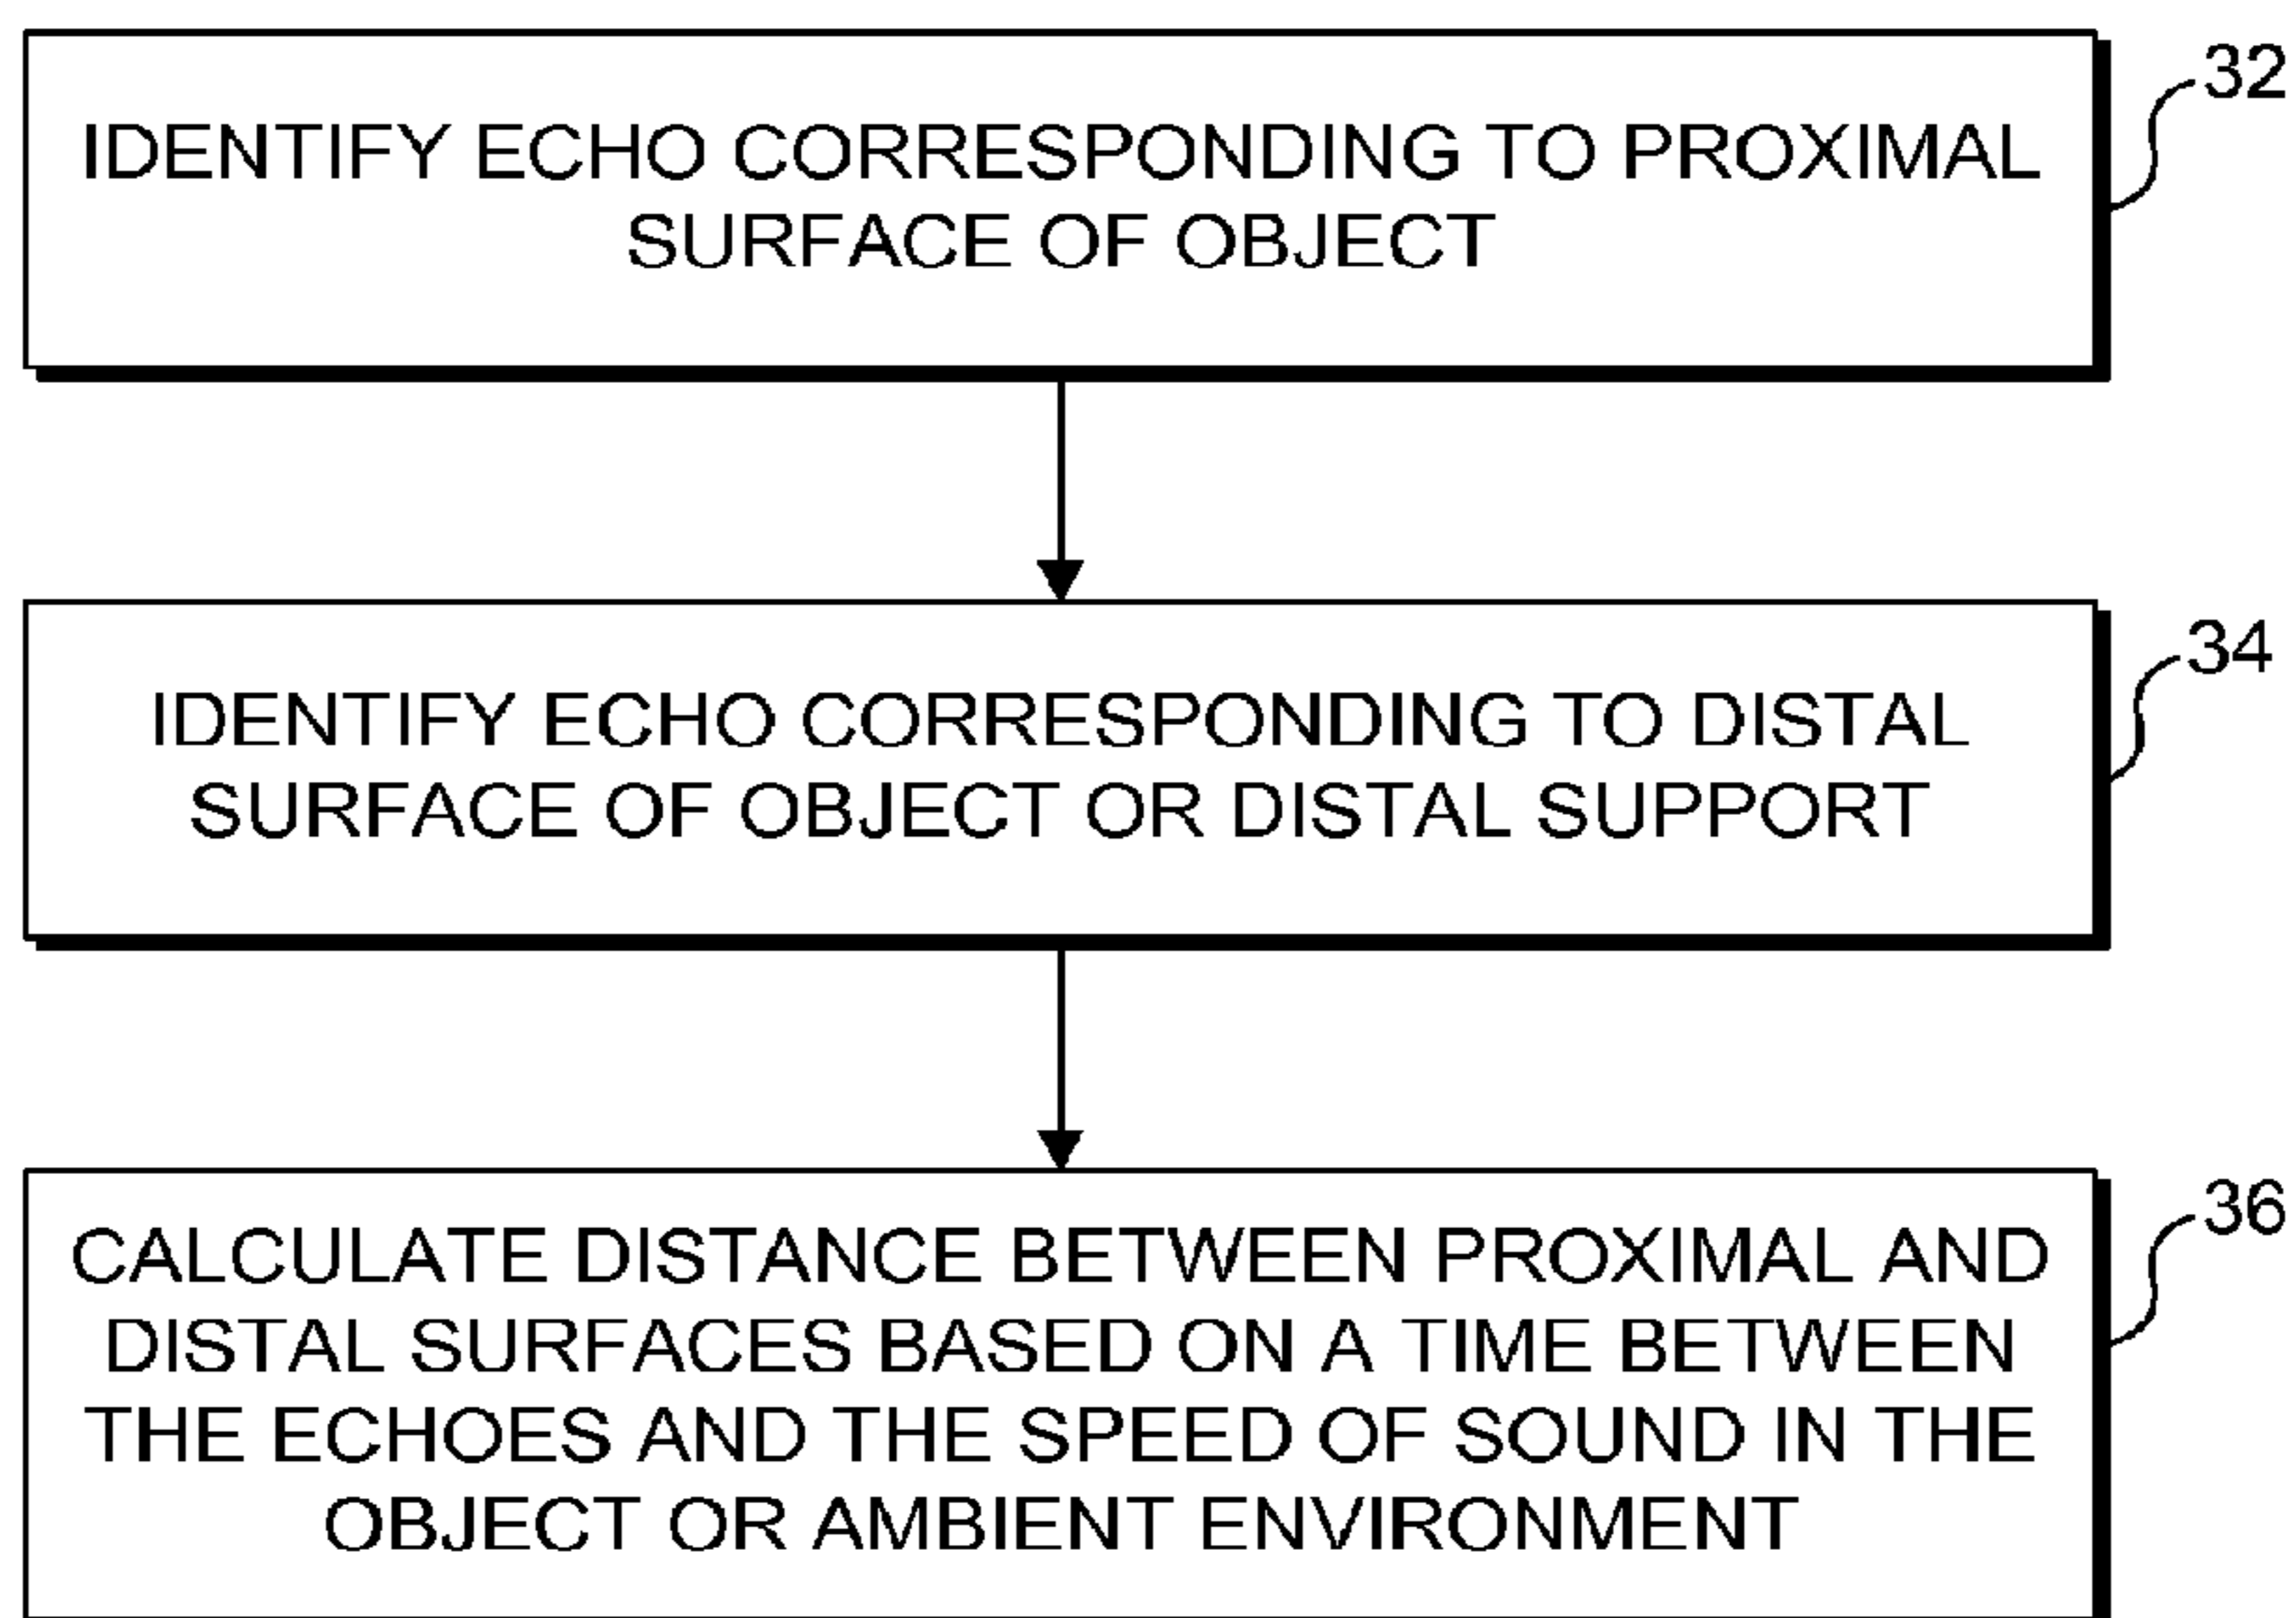 32
IDENTIFY ECHO CORRESPONDING TO PROXIMAL
SURFACE OF OBJECT
34
IDENTIFY ECHO CORRESPONDING TO DISTAL
SURFACE OF OBJECT OR DISTAL SUPPORT
36
CALCULATE DISTANCE BETWEEN PROXIMAL AND
DISTAL SURFACES BASED ON A TIME BETWEEN
THE ECHOES AND THE SPEED OF SOUND IN THE
OBJECT OR AMBIENT ENVIRONMENT